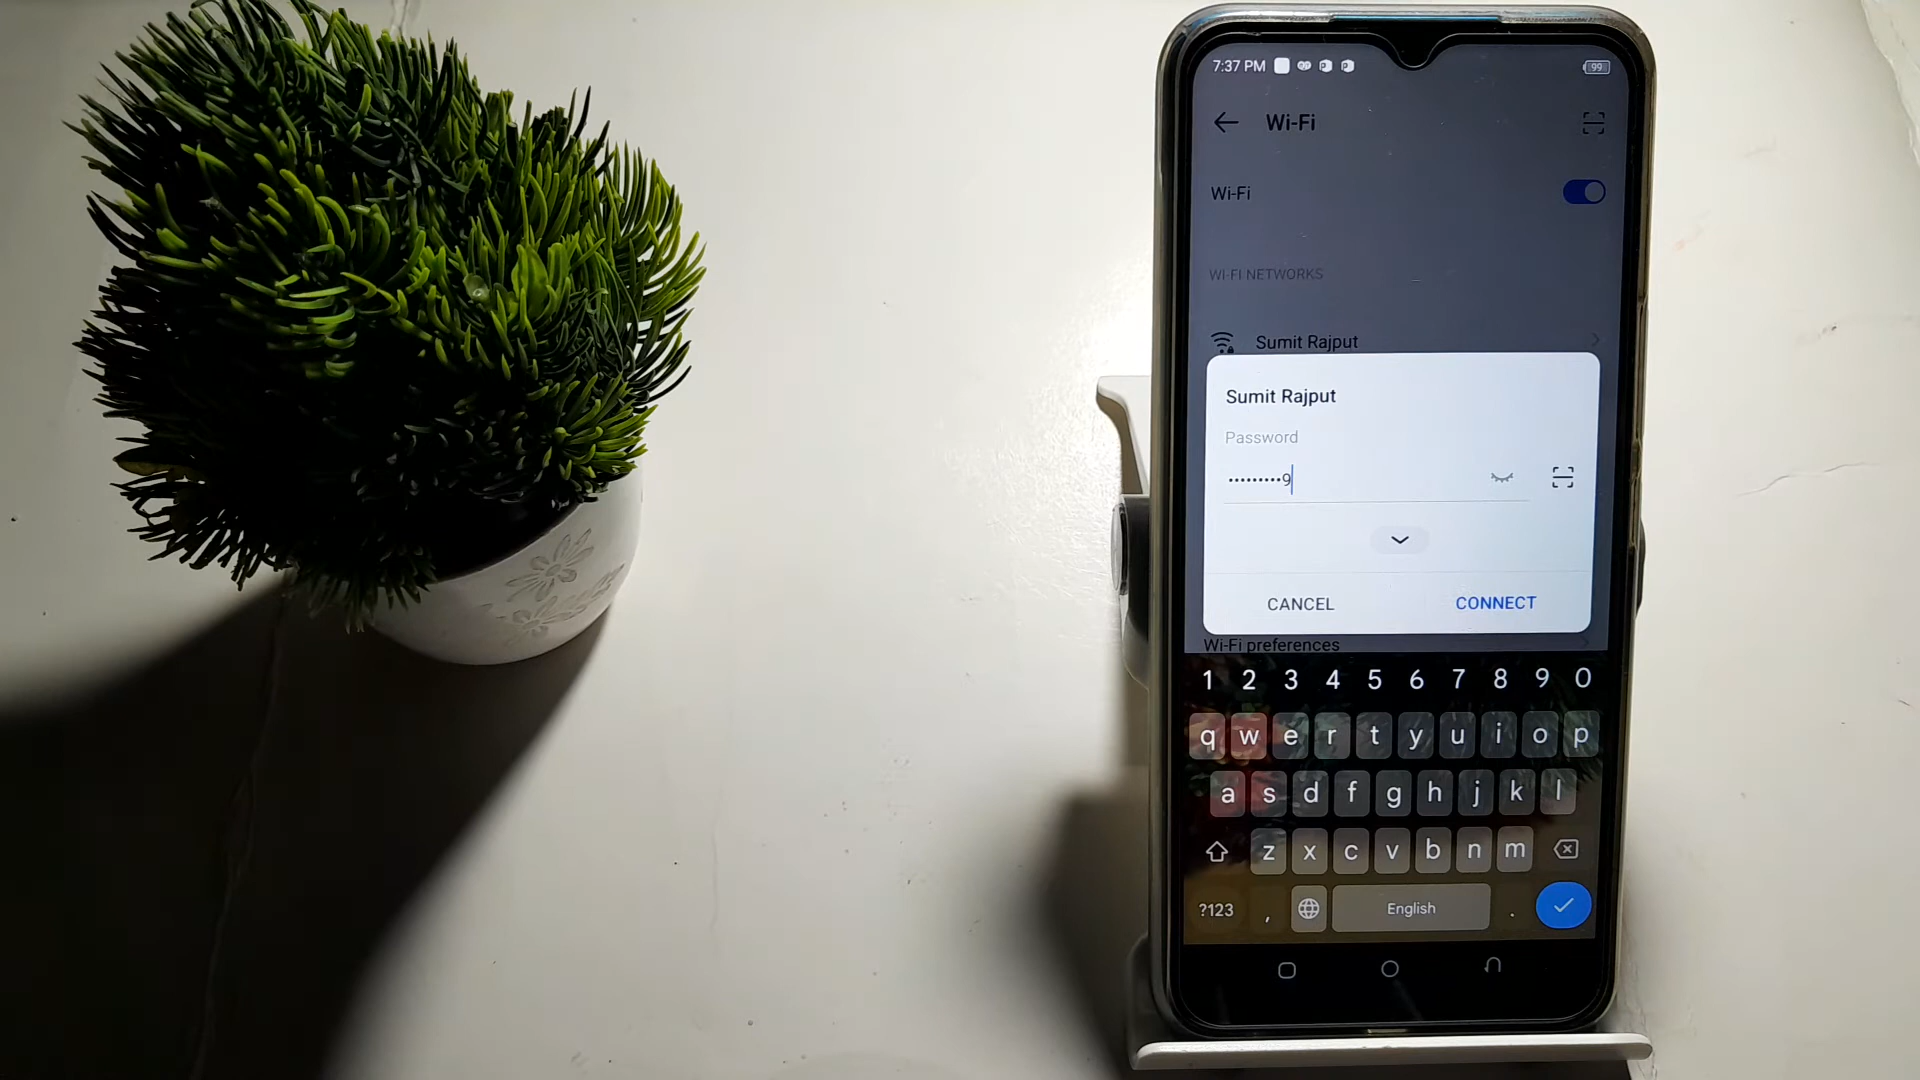 7:37 PM 99
Wi-Fi
Wi-Fi
WI-FI NETWORKS
Sumit Rajput
Sumit Rajput
Password
•••••••••9
CANCEL CONNECT
Wi-Fi preferences
1 2 3 4 5 6 7 8 9 0
q w e r t y u i o p
a s d f g h j k l
z x c v b n m
?123 , English .